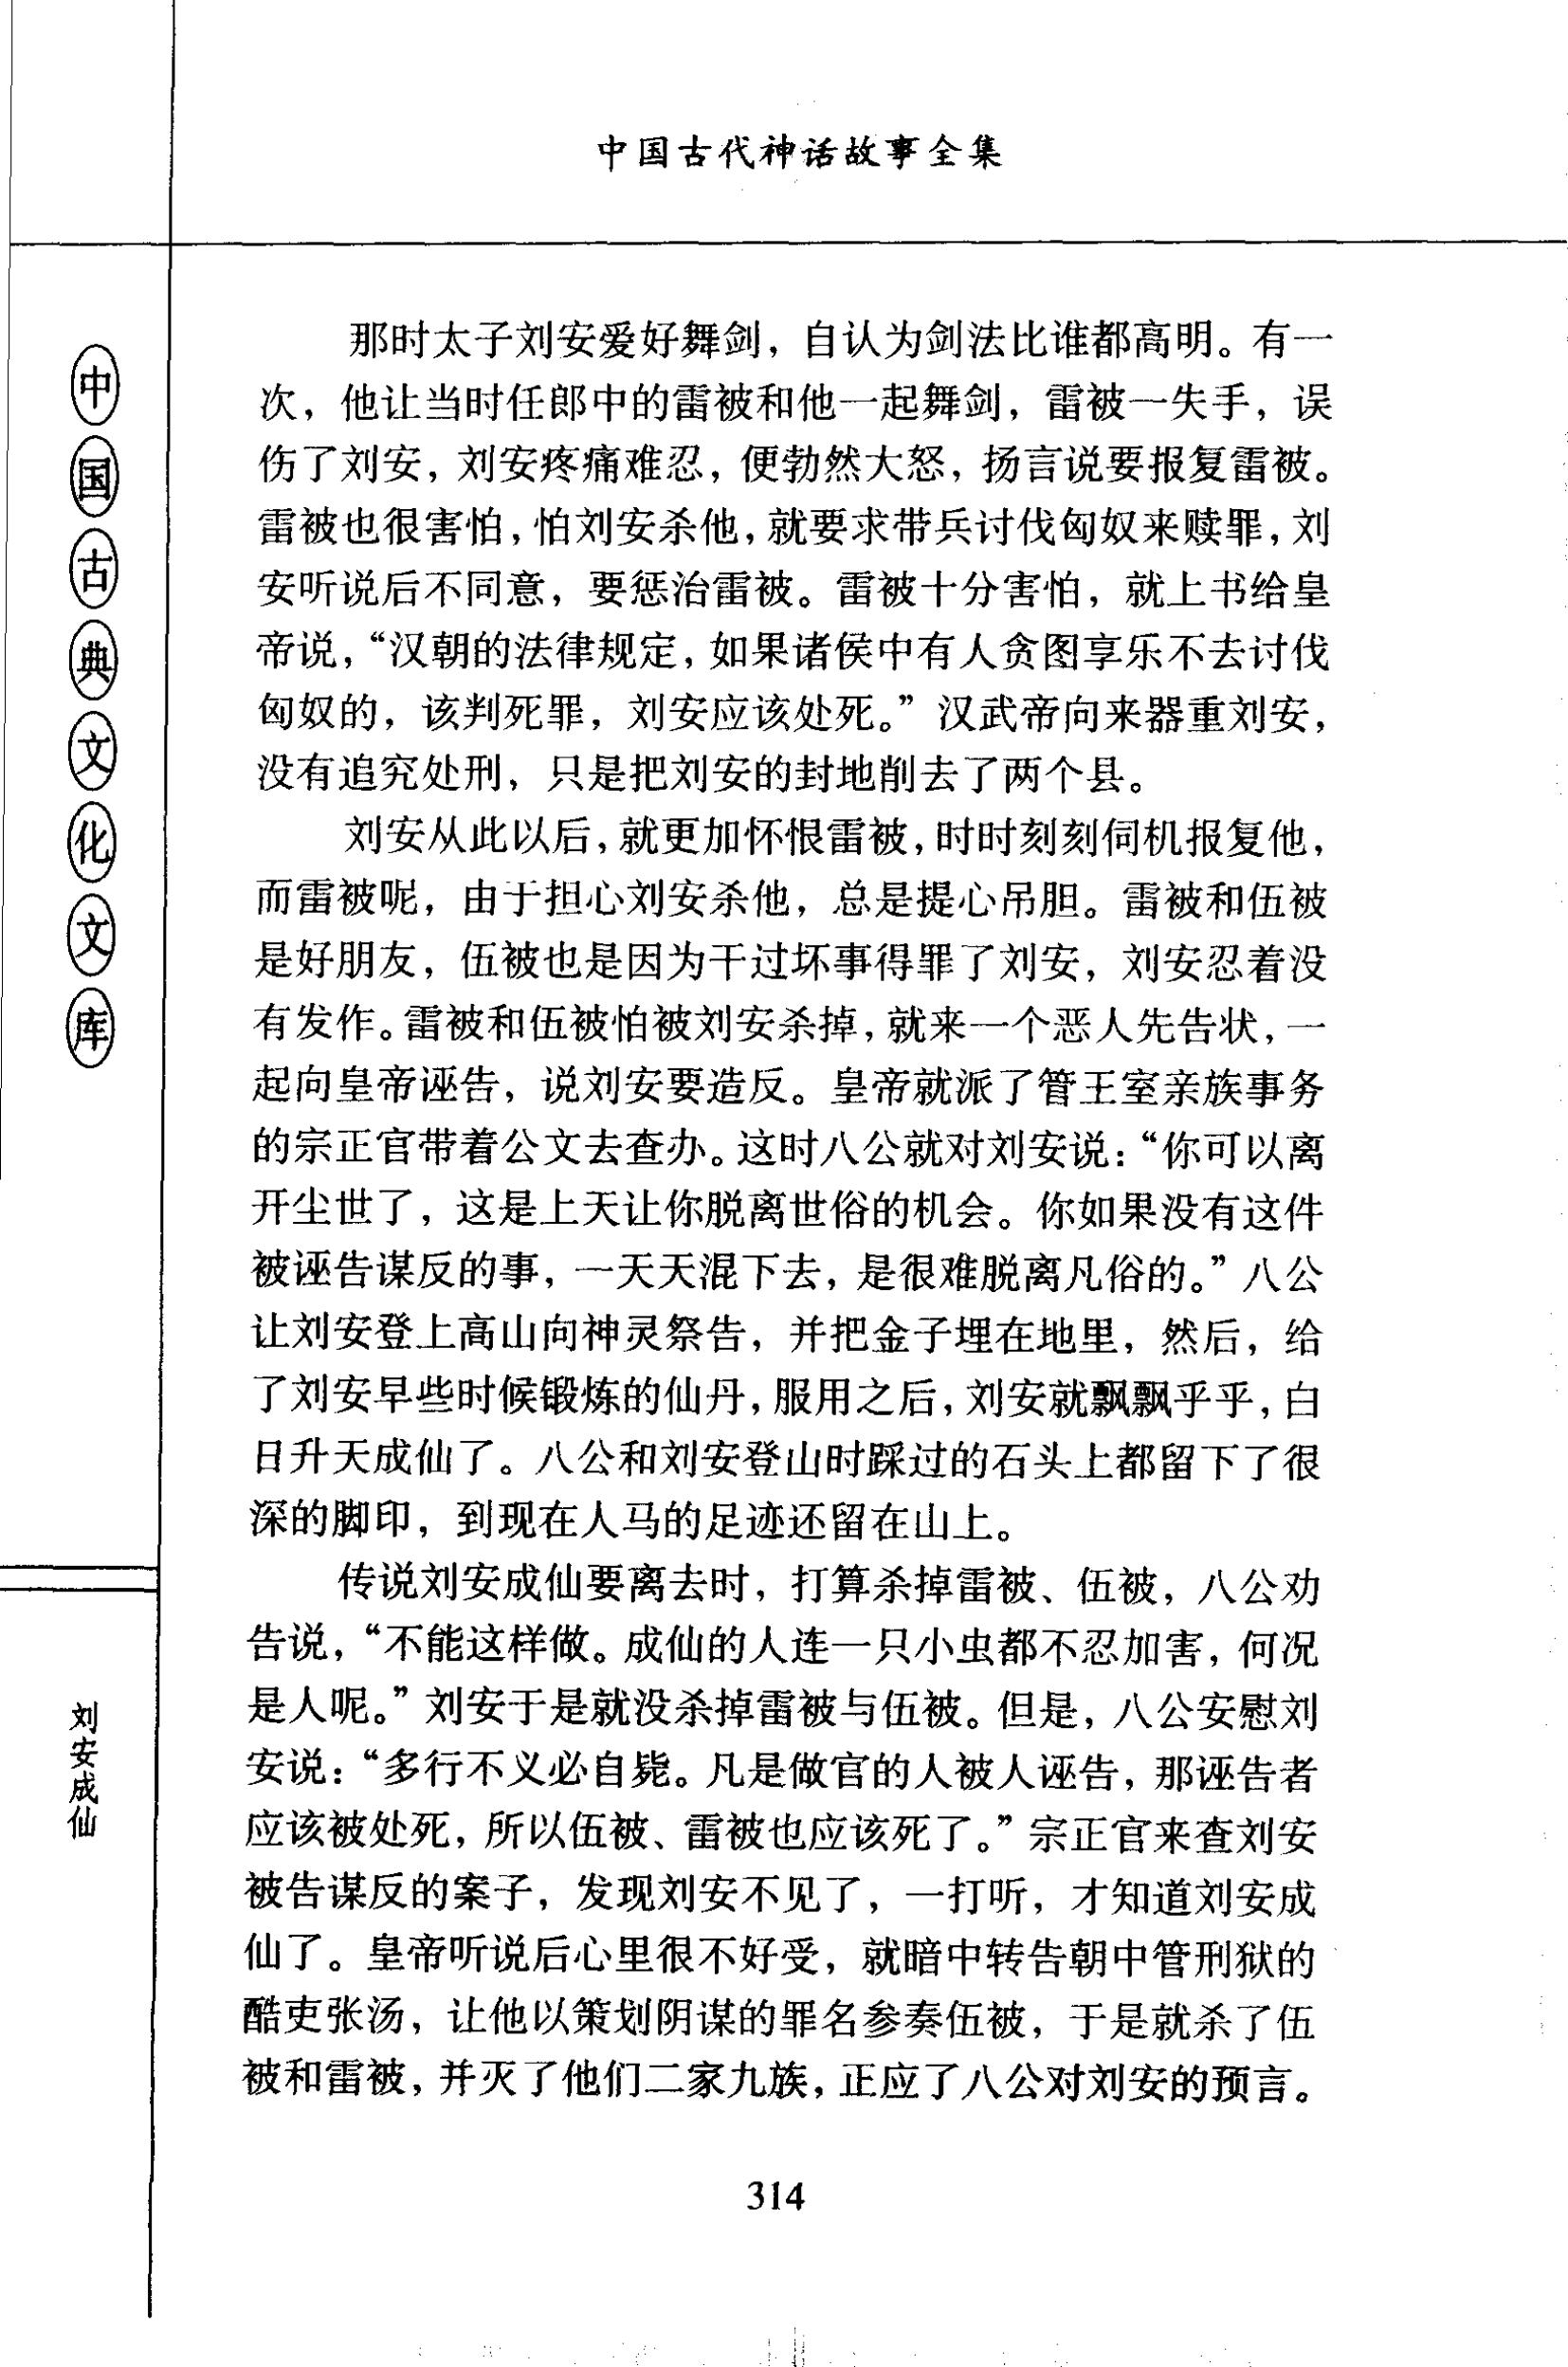 中国古代神话故事全集
中国古典文化文库
那时太子刘安爱好舞剑，自认为剑法比谁都高明。有一
次，他让当时任郎中的雷被和他一起舞剑，雷被一失手，误
伤了刘安，刘安疼痛难忍，便勃然大怒，扬言说要报复雷被。
雷被也很害怕，怕刘安杀他，就要求带兵讨伐匈奴来赎罪，刘
安听说后不同意，要惩治雷被。雷被十分害怕，就上书给皇
帝说，“汉朝的法律规定，如果诸侯中有人贪图享乐不去讨伐
匈奴的，该判死罪，刘安应该处死。”汉武帝向来器重刘安，
没有追究处刑，只是把刘安的封地削去了两个县。
刘安从此以后，就更加怀恨雷被，时时刻刻伺机报复他，
而雷被呢，由于担心刘安杀他，总是提心吊胆。雷被和伍被
是好朋友，伍被也是因为干过坏事得罪了刘安，刘安忍着没
有发作。雷被和伍被怕被刘安杀掉，就来一个恶人先告状，一
起向皇帝诬告，说刘安要造反。皇帝就派了管王室亲族事务
的宗正官带着公文去查办。这时八公就对刘安说：“你可以离
开尘世了，这是上天让你脱离世俗的机会。你如果没有这件
被诬告谋反的事，一天天混下去，是很难脱离凡俗的。”八公
让刘安登上高山向神灵祭告，并把金子埋在地里，然后，给
了刘安早些时候锻炼的仙丹，服用之后，刘安就飘飘乎乎，白
日升天成仙了。八公和刘安登山时踩过的石头上都留下了很
深的脚印，到现在人马的足迹还留在山上。
传说刘安成仙要离去时，打算杀掉雷被、伍被，八公劝
告说，“不能这样做。成仙的人连一只小虫都不忍加害，何况
是人呢。”刘安于是就没杀掉雷被与伍被。但是，八公安慰刘
安说：“多行不义必自毙。凡是做官的人被人诬告，那诬告者
应该被处死，所以伍被、雷被也应该死了。”宗正官来查刘安
被告谋反的案子，发现刘安不见了，一打听，才知道刘安成
仙了。皇帝听说后心里很不好受，就暗中转告朝中管刑狱的
酷吏张汤，让他以策划阴谋的罪名参奏伍被，于是就杀了伍
被和雷被，并灭了他们二家九族，正应了八公对刘安的预言。
刘安成仙
314